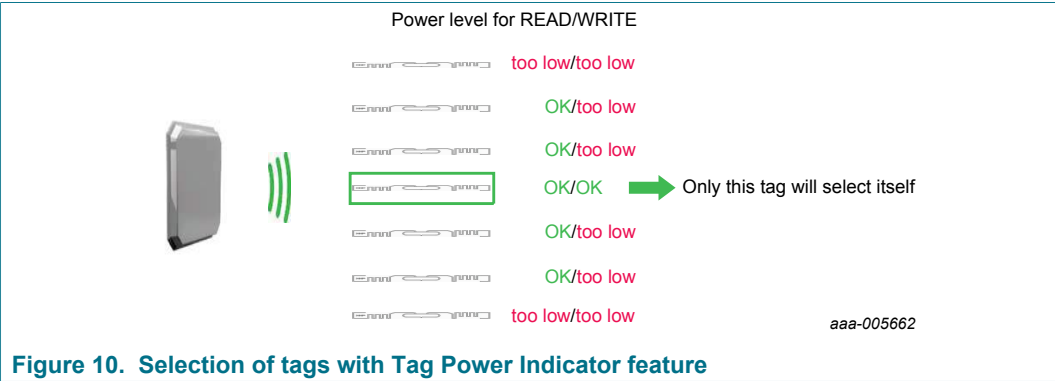 Power level for READ/WRITE
too low/too low
OK/too low
OK/too low
OK/OK Only this tag will select itself
OK/too low
OK/too low
too low/too low
aaa-005662
Figure 10. Selection of tags with Tag Power Indicator feature